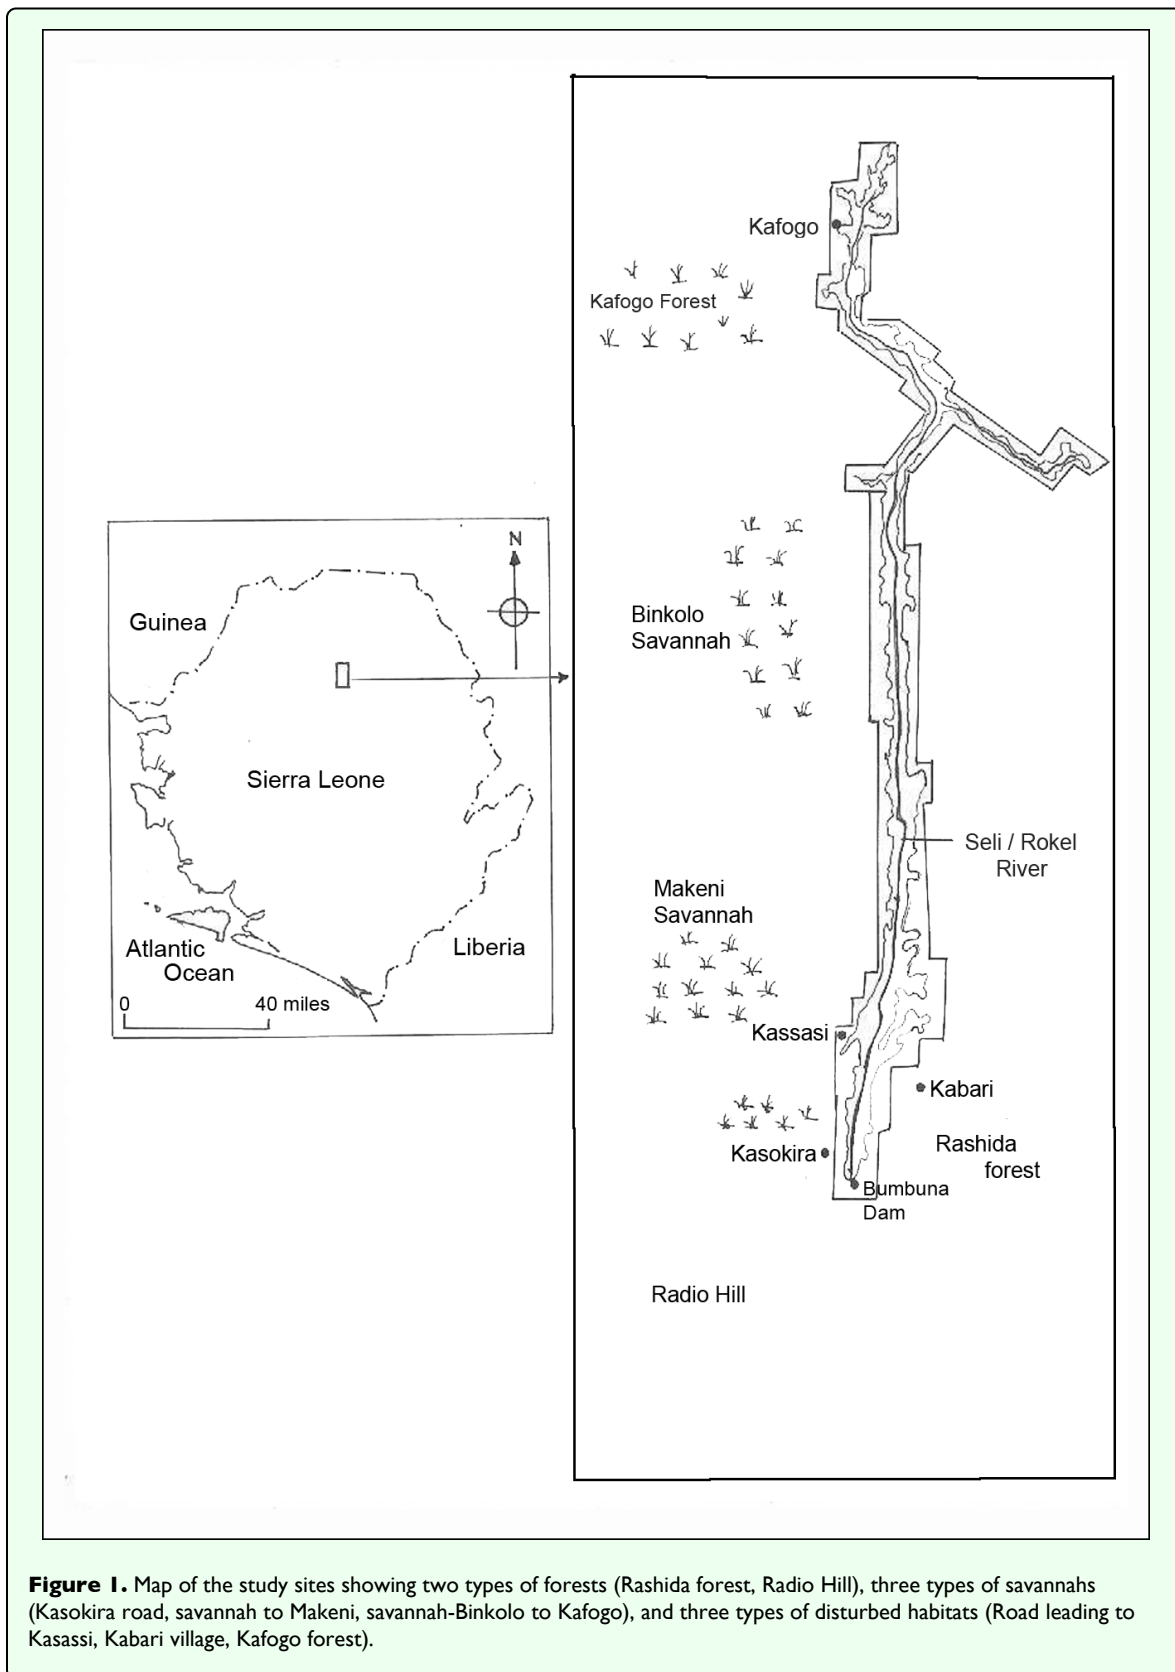 Kafogo
Kafogo Forest
N
Guinea
Binkolo
Savannah
Sierra Leone
Seli / Rokel
River
Makeni
Savannah
Atlantic
Ocean
Liberia
0 40 miles
Kassasi
Kabari
Kasokira
Rashida
forest
Bumbuna
Dam
Radio Hill
Figure 1. Map of the study sites showing two types of forests (Rashida forest, Radio Hill), three types of savannahs
(Kasokira road, savannah to Makeni, savannah-Binkolo to Kafogo), and three types of disturbed habitats (Road leading to
Kasassi, Kabari village, Kafogo forest).